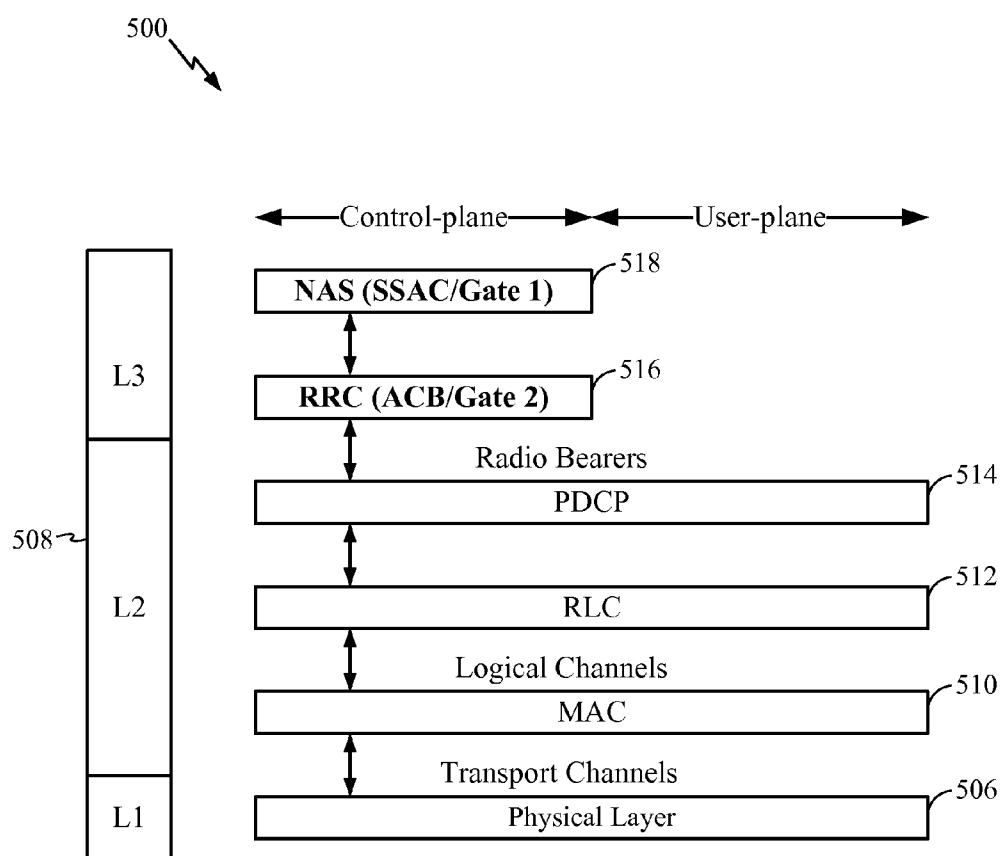 500
Control-plane
User-plane
518
NAS (SSAC/Gate 1)
L3
516
RRC (ACB/Gate 2)
Radio Bearers
514
PDCP
508
512
L2
RLC
Logical Channels
510
MAC
Transport Channels
506
L1
Physical Layer